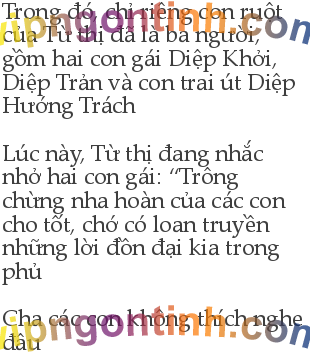 Trong đó, chỉ riêng con ruột
của Từ thị đã là ba người,
gồm hai con gái Diệp Khởi,
Diệp Trản và con trai út Diệp
Hướng Trách
Lúc này, Từ thị đang nhắc
nhở hai con gái: “Trông
chừng nha hoàn của các con
cho tốt, chớ có loan truyền
những lời đồn đại kia trong
phủ
Cha các con không thích nghe
đâu
vipngontinh.com
vipngontinh.com